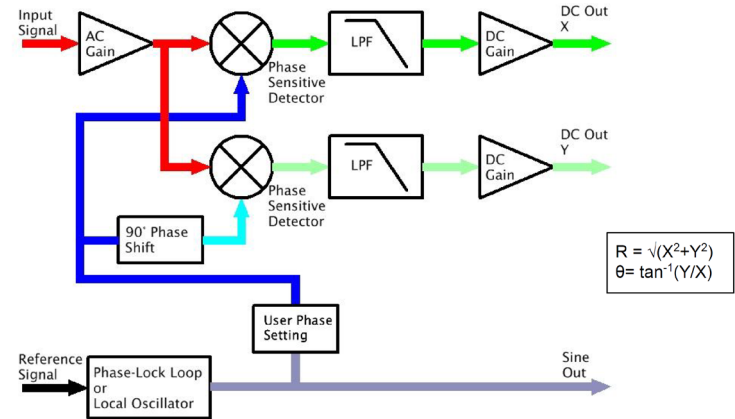 Input
Signal
AC
Gain
Phase
Sensitive
Detector
LPF
DC
Gain
DC Out
X
Phase
Sensitive
Detector
LPF
DC
Gain
DC Out
Y
90° Phase
Shift
R = √(X²+Y²)
θ= tan⁻¹(Y/X)
User Phase
Setting
Reference
Signal
Phase-Lock Loop
or
Local Oscillator
Sine
Out